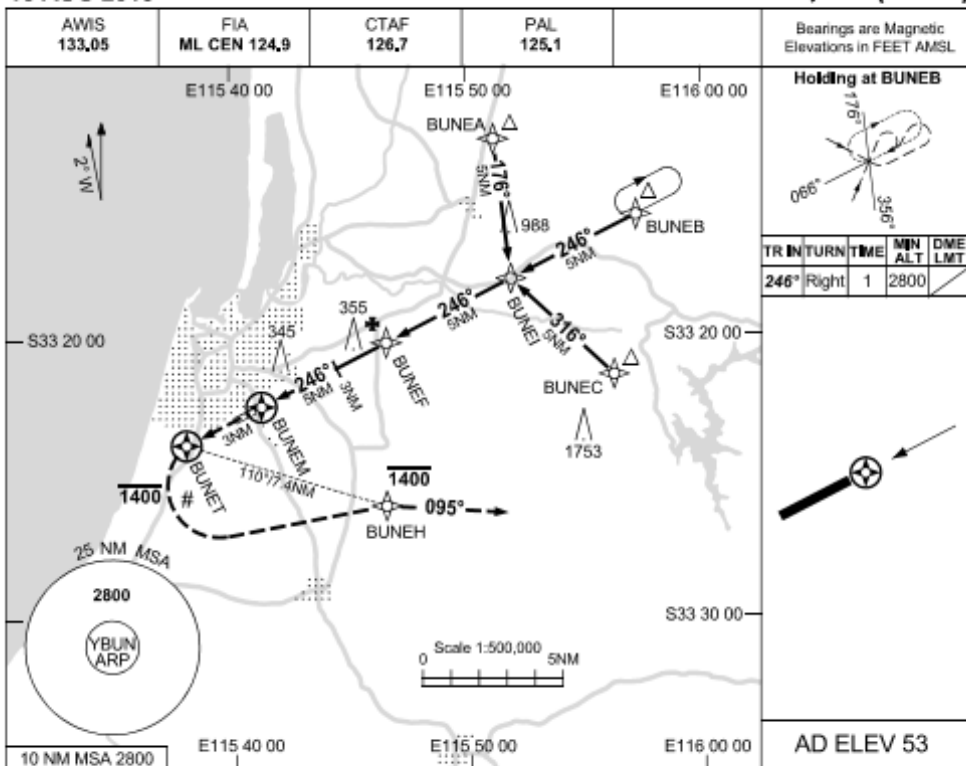 AWIS
133.05
FIA
ML CEN 124.9
CTAF
126.7
PAL
125.1
Bearings are Magnetic
Elevations in FEET AMSL
E115 40 00
E115 50 00
E116 00 00
2° W
BUNEA
176°
5NM
988
BUNEB
246°
5NM
BUNEI
246°
5NM
316°
5NM
BUNEC
1753
S33 20 00
345
355
BUNEF
246°
3NM
BUNEM
3NM
BUNET
110°/7.4NM
1400
#
1400
BUNEH
095°
25 NM MSA
2800
YBUN
ARP
S33 30 00
Scale 1:500,000
0
5NM
E115 40 00
E115 50 00
E116 00 00
10 NM MSA 2800
Holding at BUNEB
176°
066°
356°
TR IN TURN TIME MIN ALT DME LMT
246° Right 1 2800
AD ELEV 53